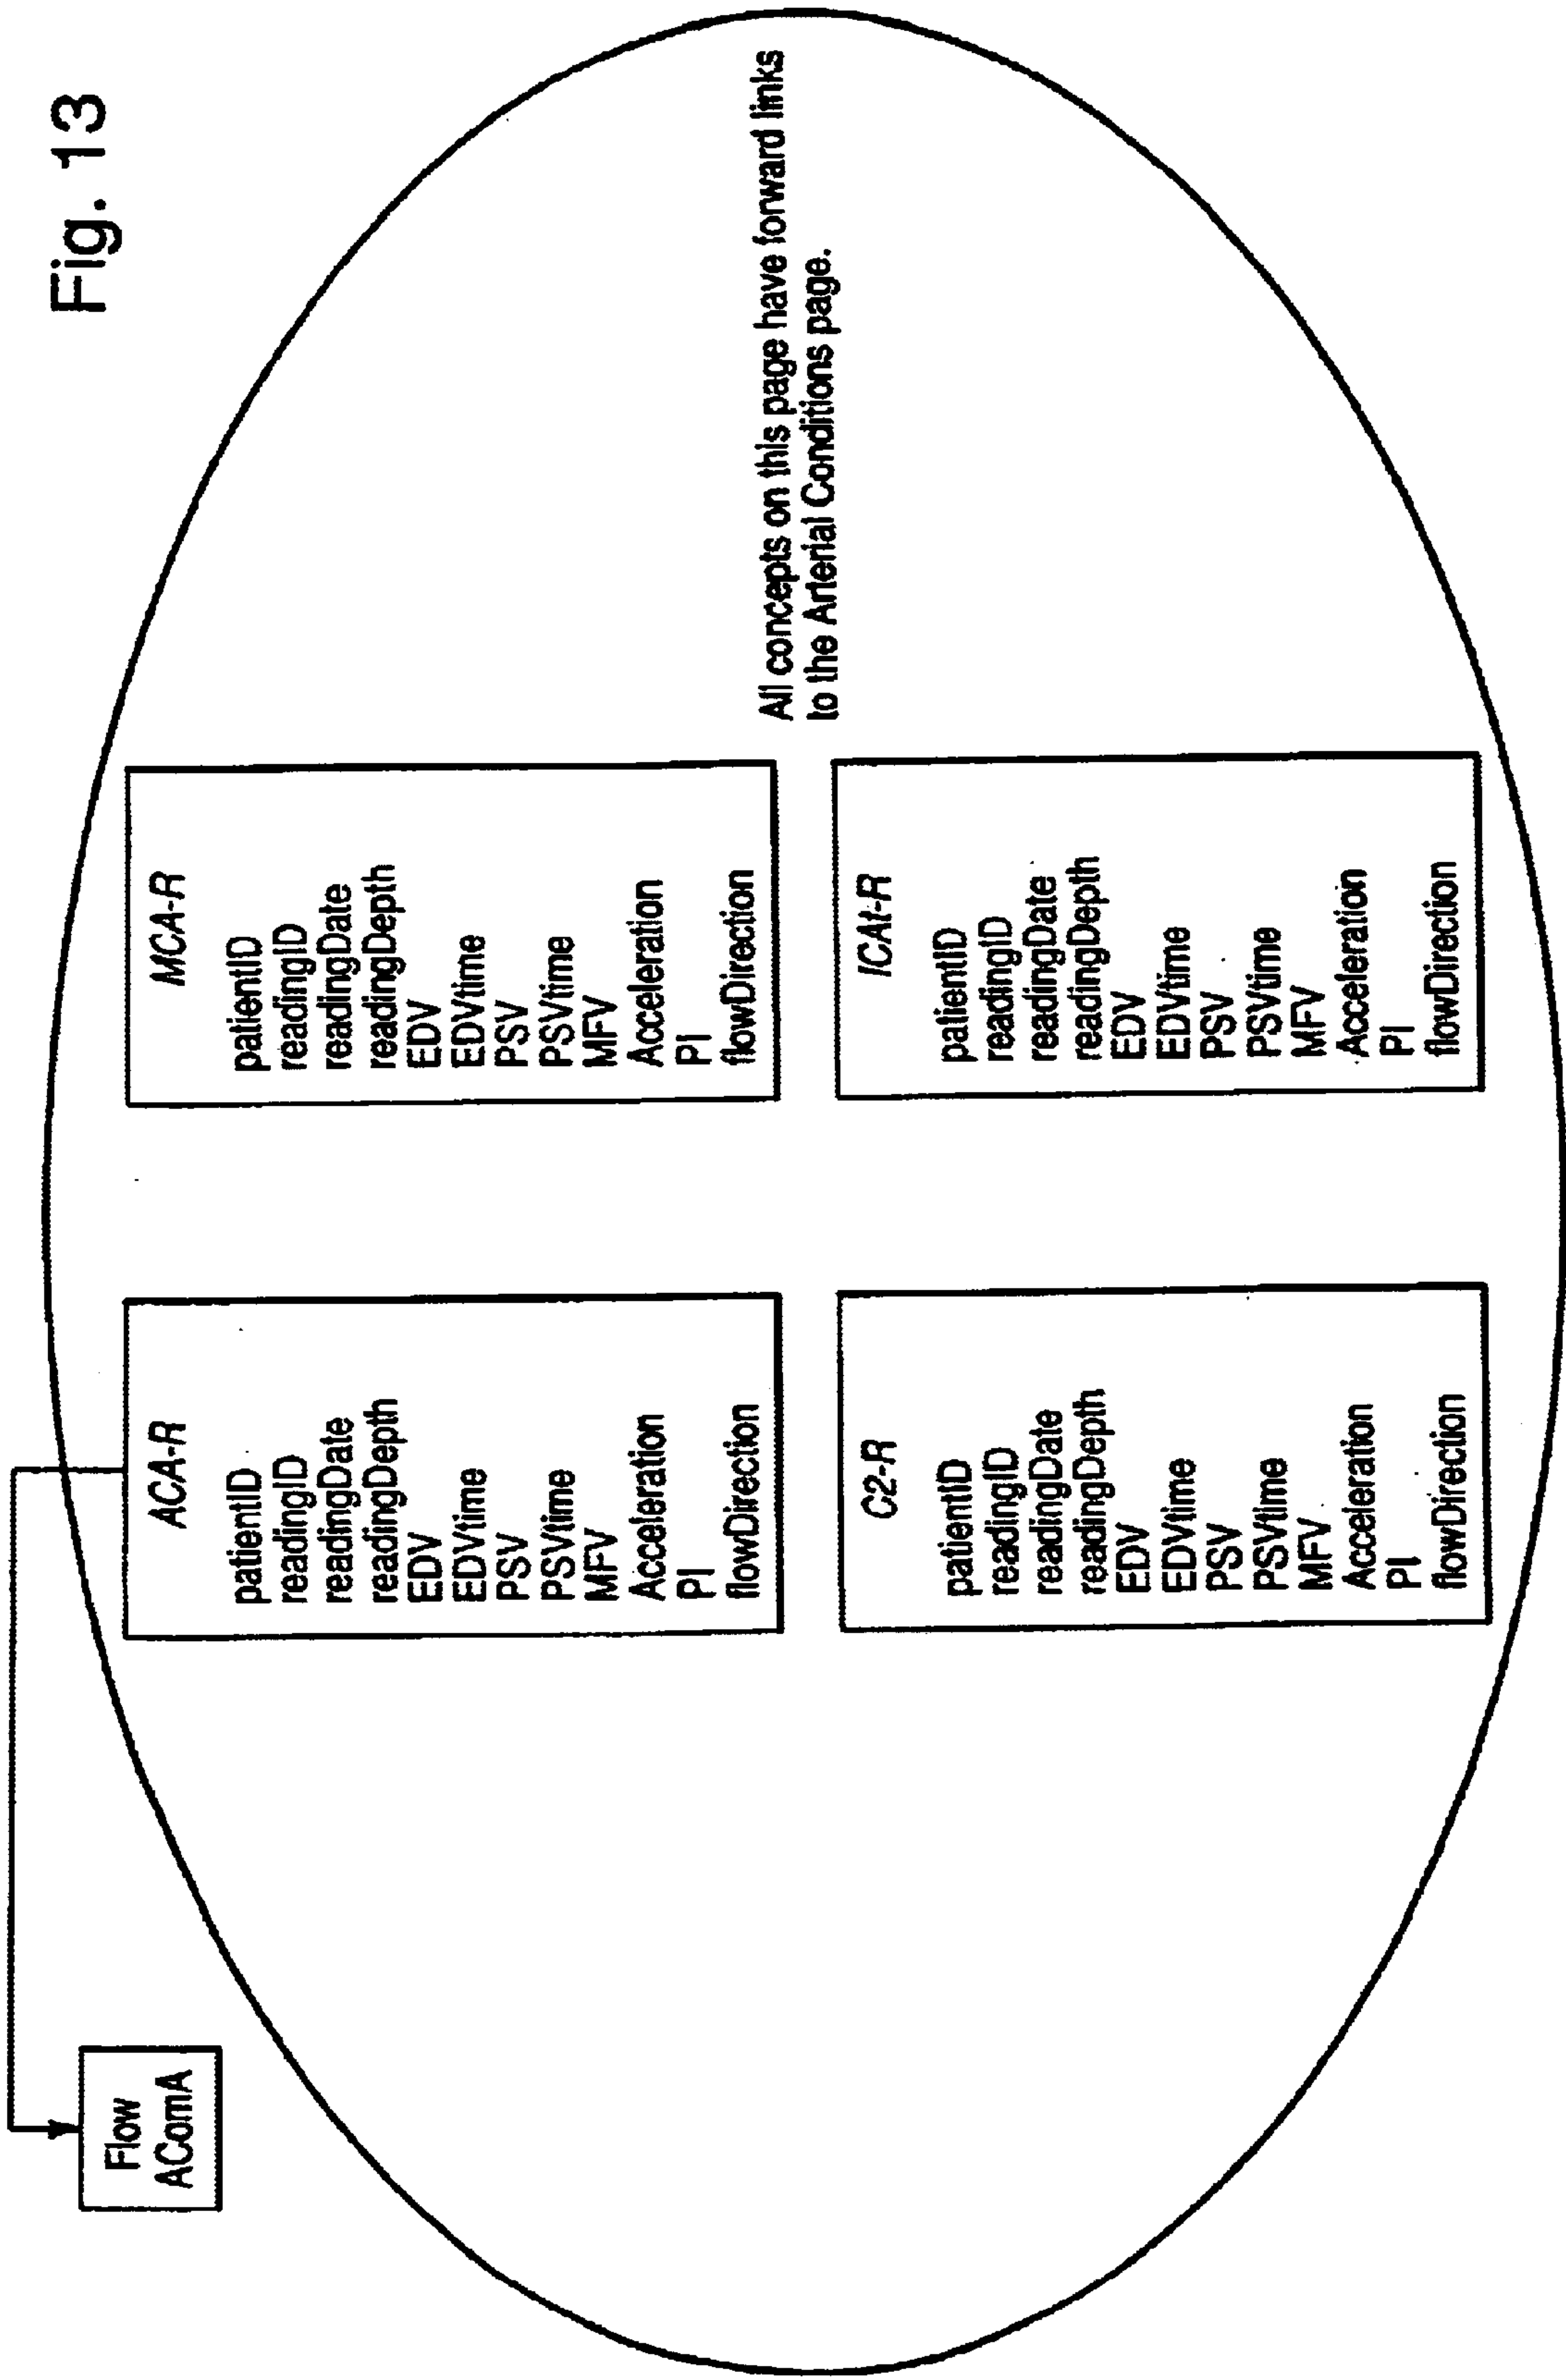 Fig. 13
Flow
AComA
ACA-R
patientID
readingID
readingDate
readingDepth
EDV
EDVtime
PSV
PSVtime
MFV
Acceleration
PI
flowDirection
MCA-R
patientID
readingID
readingDate
readingDepth
EDV
EDVtime
PSV
PSVtime
MFV
Acceleration
PI
flowDirection
C2-R
patientID
readingID
readingDate
readingDepth
EDV
EDVtime
PSV
PSVtime
MFV
Acceleration
PI
flowDirection
ICAt-R
patientID
readingID
readingDate
readingDepth
EDV
EDVtime
PSV
PSVtime
MFV
Acceleration
PI
flowDirection
All concepts on this page have forward links
to the Arterial Conditions page.